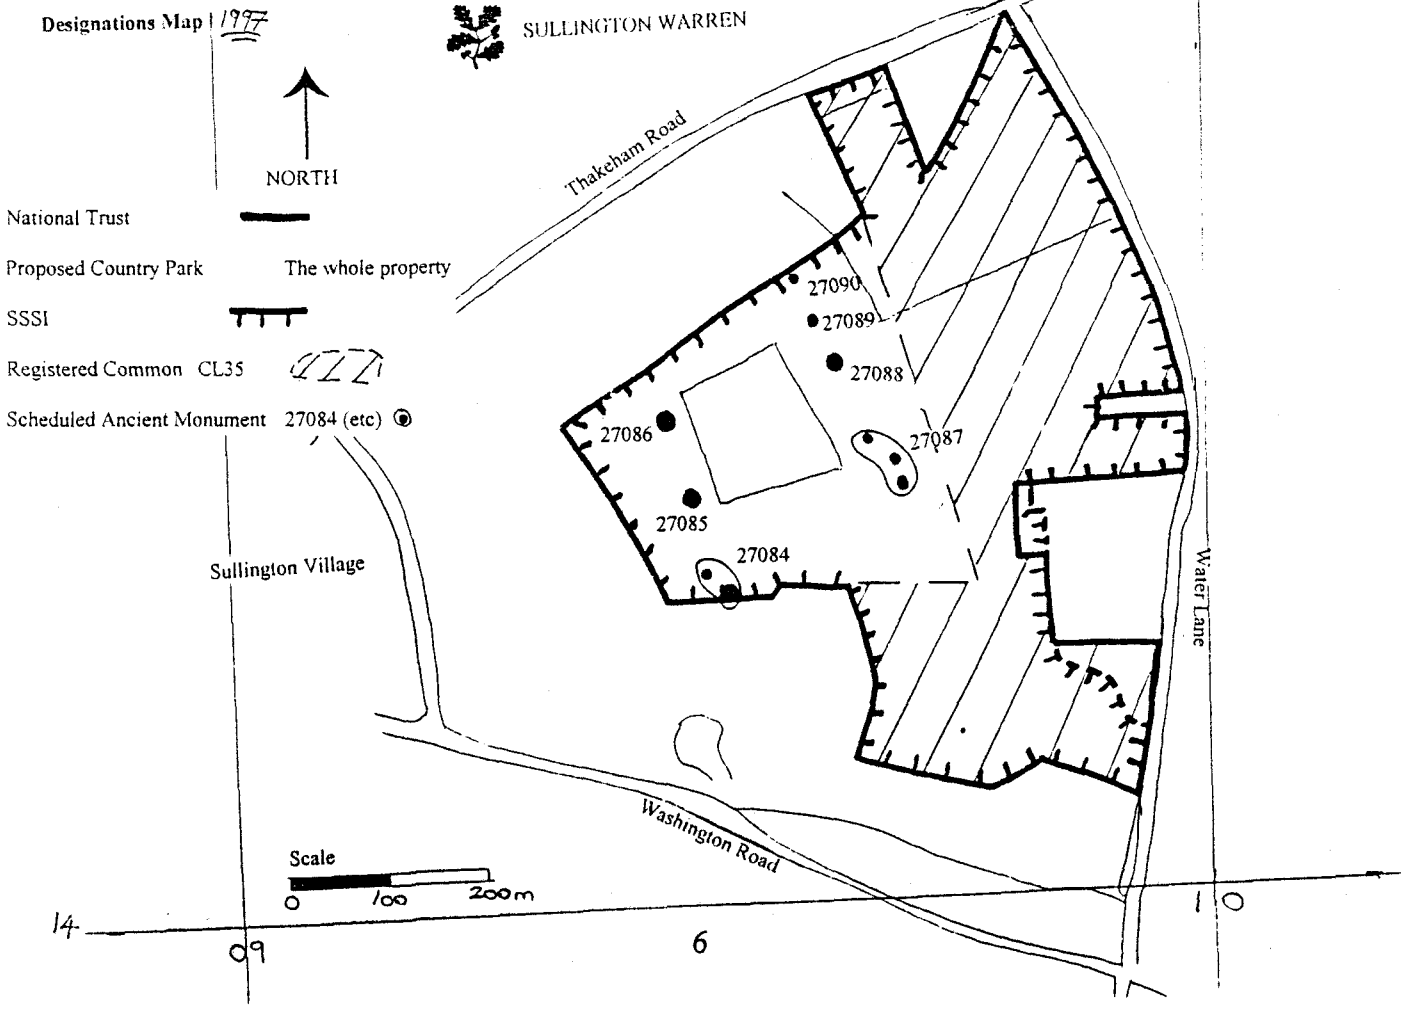 Designations Map 1997
SULLINGTON WARREN
NORTH
National Trust
Proposed Country Park The whole property
SSSI
Registered Common CL35
Scheduled Ancient Monument 27084 (etc)
Thakeham Road
27090
27089
27088
27086
27087
27085
27084
Sullington Village
Water Lane
Washington Road
Scale
0 100 200m
14
09
6
10